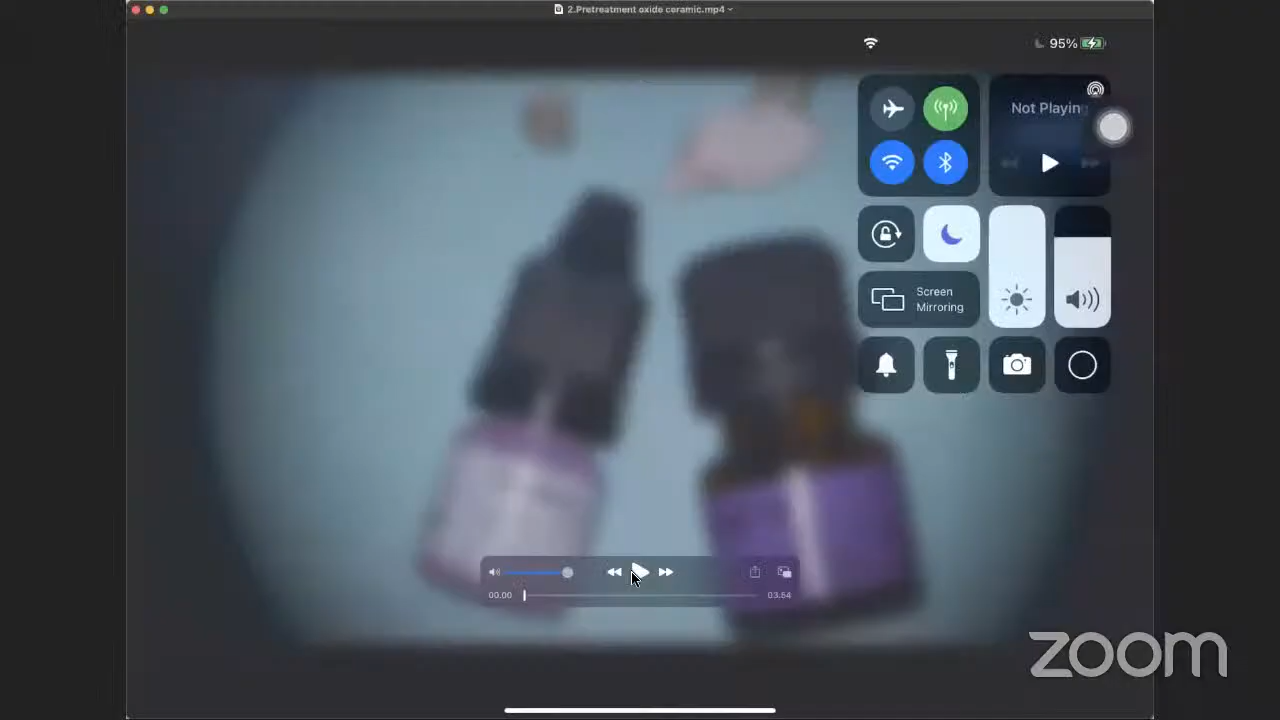 2.Pretreatment oxide ceramic.mp4
95%
Not Playing
Screen
Mirroring
00:00
03:54
zoom